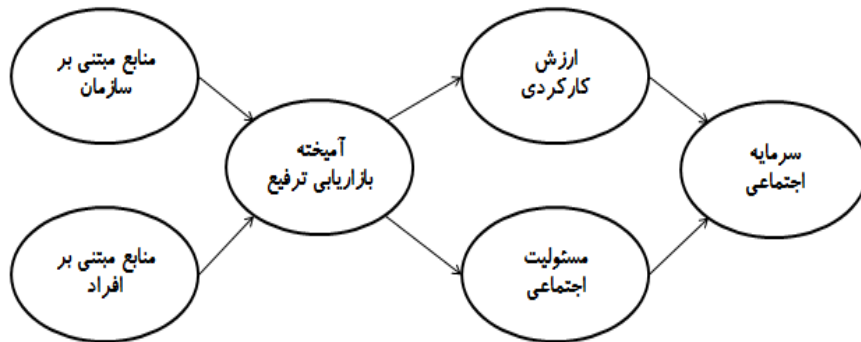 منابع مبتنی بر
سازمان
منابع مبتنی بر
افراد
آمیخته
بازاریابی ترفیع
ارزش
کارکردی
مسئولیت
اجتماعی
سرمایه
اجتماعی